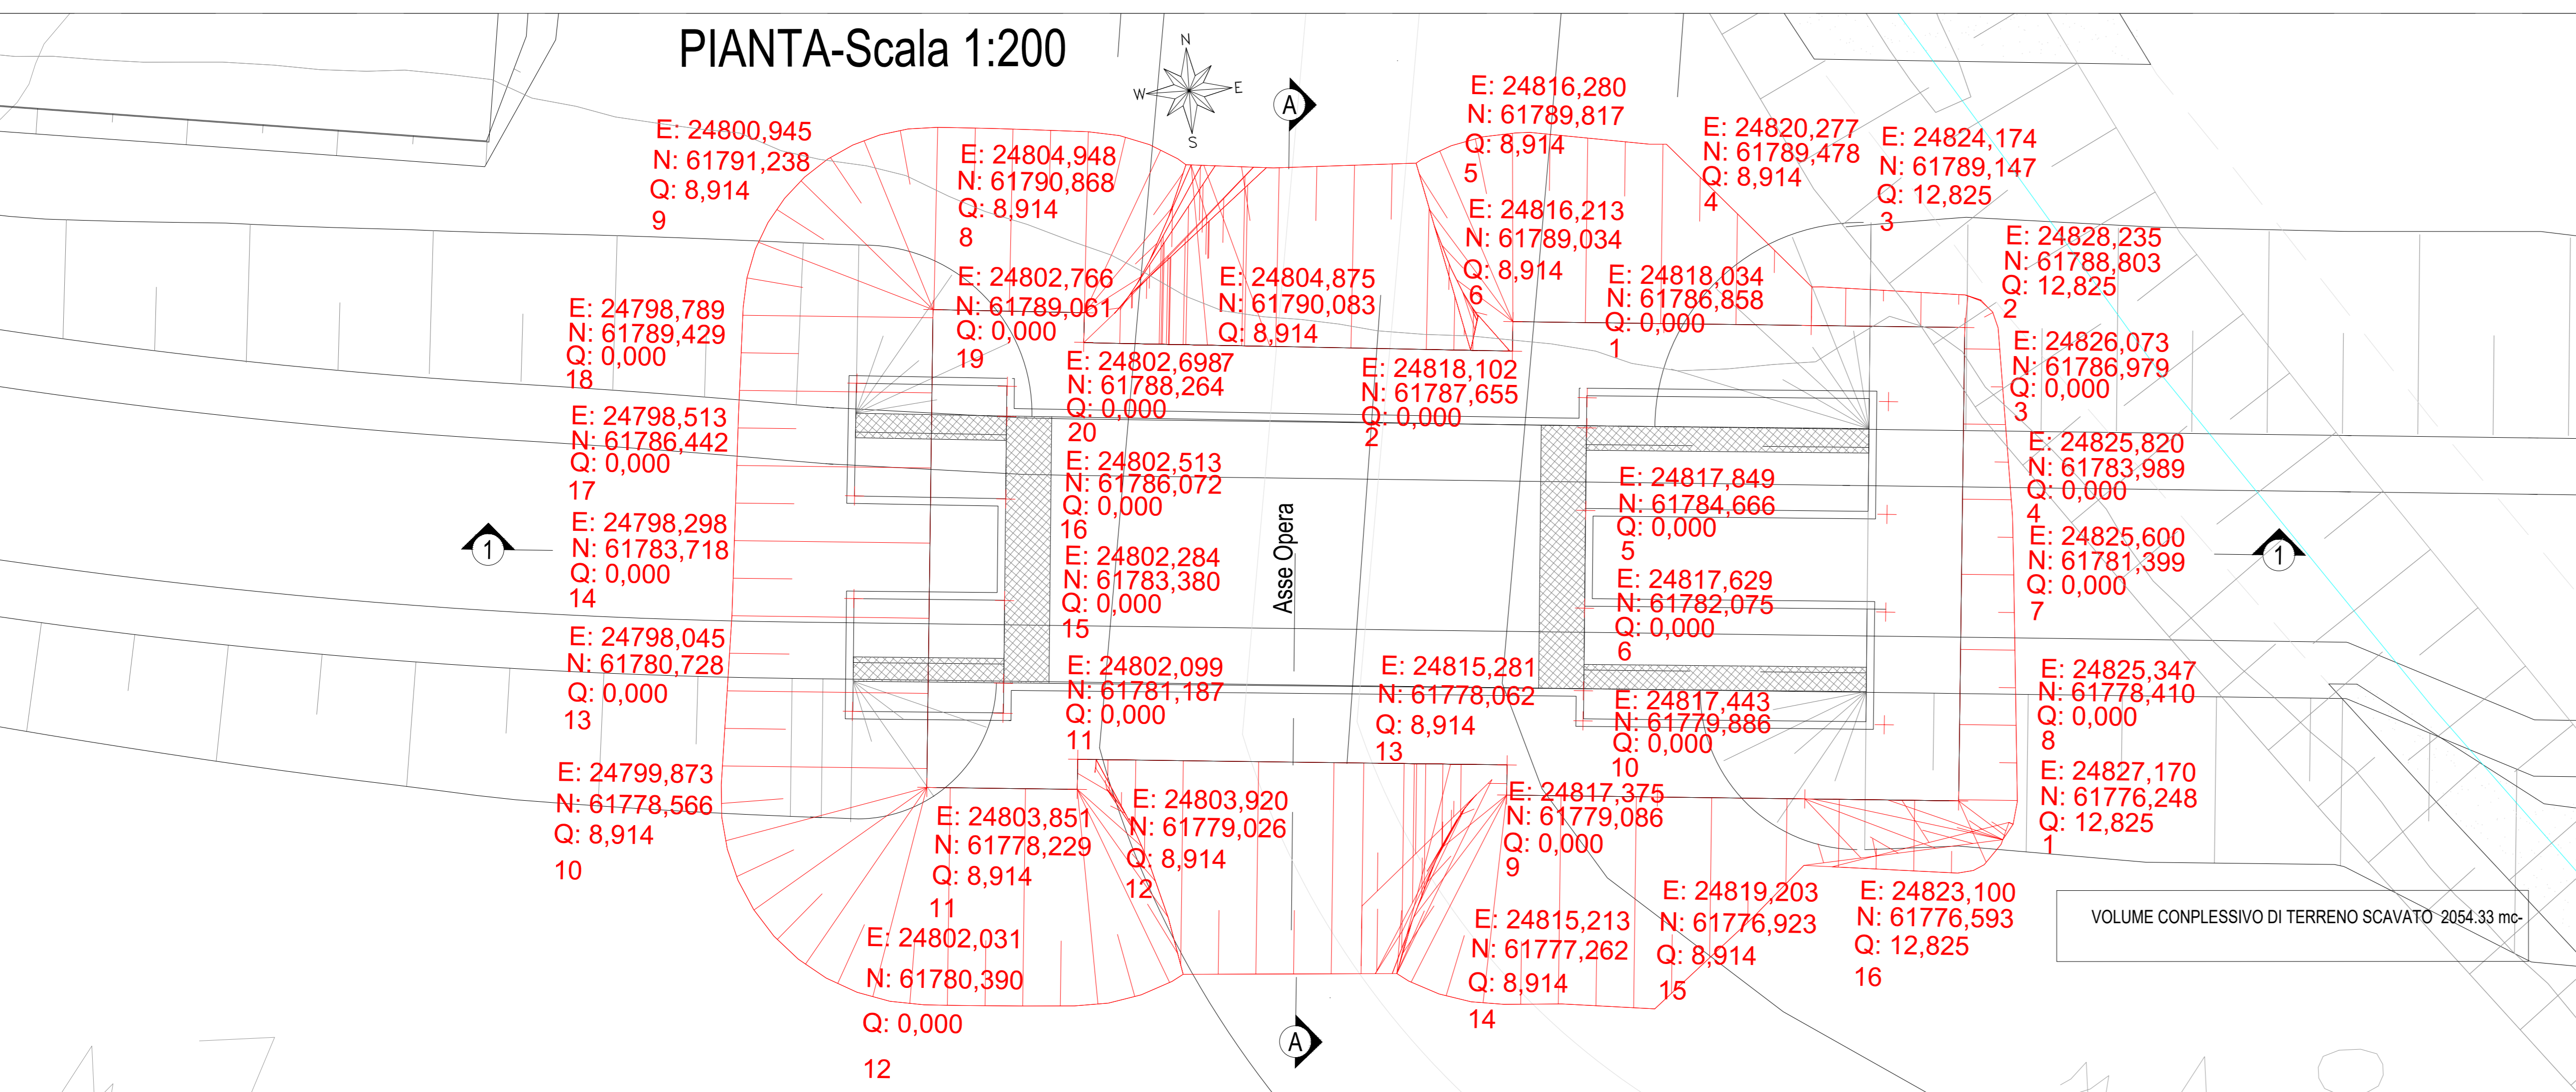 PIANTA-Scala 1:200
N
W
E
S
A
E: 24800,945
N: 61791,238
Q: 8,914
9
E: 24804,948
N: 61790,868
Q: 8,914
8
E: 24816,280
N: 61789,817
Q: 8,914
5
E: 24820,277
N: 61789,478
Q: 8,914
4
E: 24824,174
N: 61789,147
Q: 12,825
3
E: 24816,213
N: 61789,034
Q: 8,914
6
E: 24828,235
N: 61788,803
Q: 12,825
2
E: 24802,766
N: 61789,061
Q: 0,000
19
E: 24804,875
N: 61790,083
Q: 8,914
7
E: 24818,034
N: 61786,858
Q: 0,000
1
E: 24798,789
N: 61789,429
Q: 0,000
18
E: 24802,698
N: 61788,264
Q: 0,000
20
E: 24818,102
N: 61787,655
Q: 0,000
2
E: 24826,073
N: 61786,979
Q: 0,000
3
E: 24798,513
N: 61786,442
Q: 0,000
17
E: 24802,513
N: 61786,072
Q: 0,000
16
E: 24817,849
N: 61784,666
Q: 0,000
5
E: 24825,820
N: 61783,989
Q: 0,000
4
1
E: 24798,298
N: 61783,718
Q: 0,000
14
E: 24802,284
N: 61783,380
Q: 0,000
15
Asse Opera
E: 24817,629
N: 61782,075
Q: 0,000
6
E: 24825,600
N: 61781,399
Q: 0,000
7
1
E: 24798,045
N: 61780,728
Q: 0,000
13
E: 24802,099
N: 61781,187
Q: 0,000
11
E: 24815,281
N: 61778,062
Q: 8,914
13
E: 24817,443
N: 61779,886
Q: 0,000
10
E: 24825,347
N: 61778,410
Q: 0,000
8
E: 24799,873
N: 61778,566
Q: 8,914
10
E: 24803,851
N: 61778,229
Q: 8,914
11
E: 24803,920
N: 61779,026
Q: 8,914
12
E: 24817,375
N: 61779,086
Q: 0,000
9
E: 24827,170
N: 61776,248
Q: 12,825
1
E: 24802,031
N: 61780,390
Q: 0,000
12
E: 24815,213
N: 61777,262
Q: 8,914
14
E: 24819,203
N: 61776,923
Q: 8,914
15
E: 24823,100
N: 61776,593
Q: 12,825
16
VOLUME CONPLESSIVO DI TERRENO SCAVATO 2054.33 mc-
A